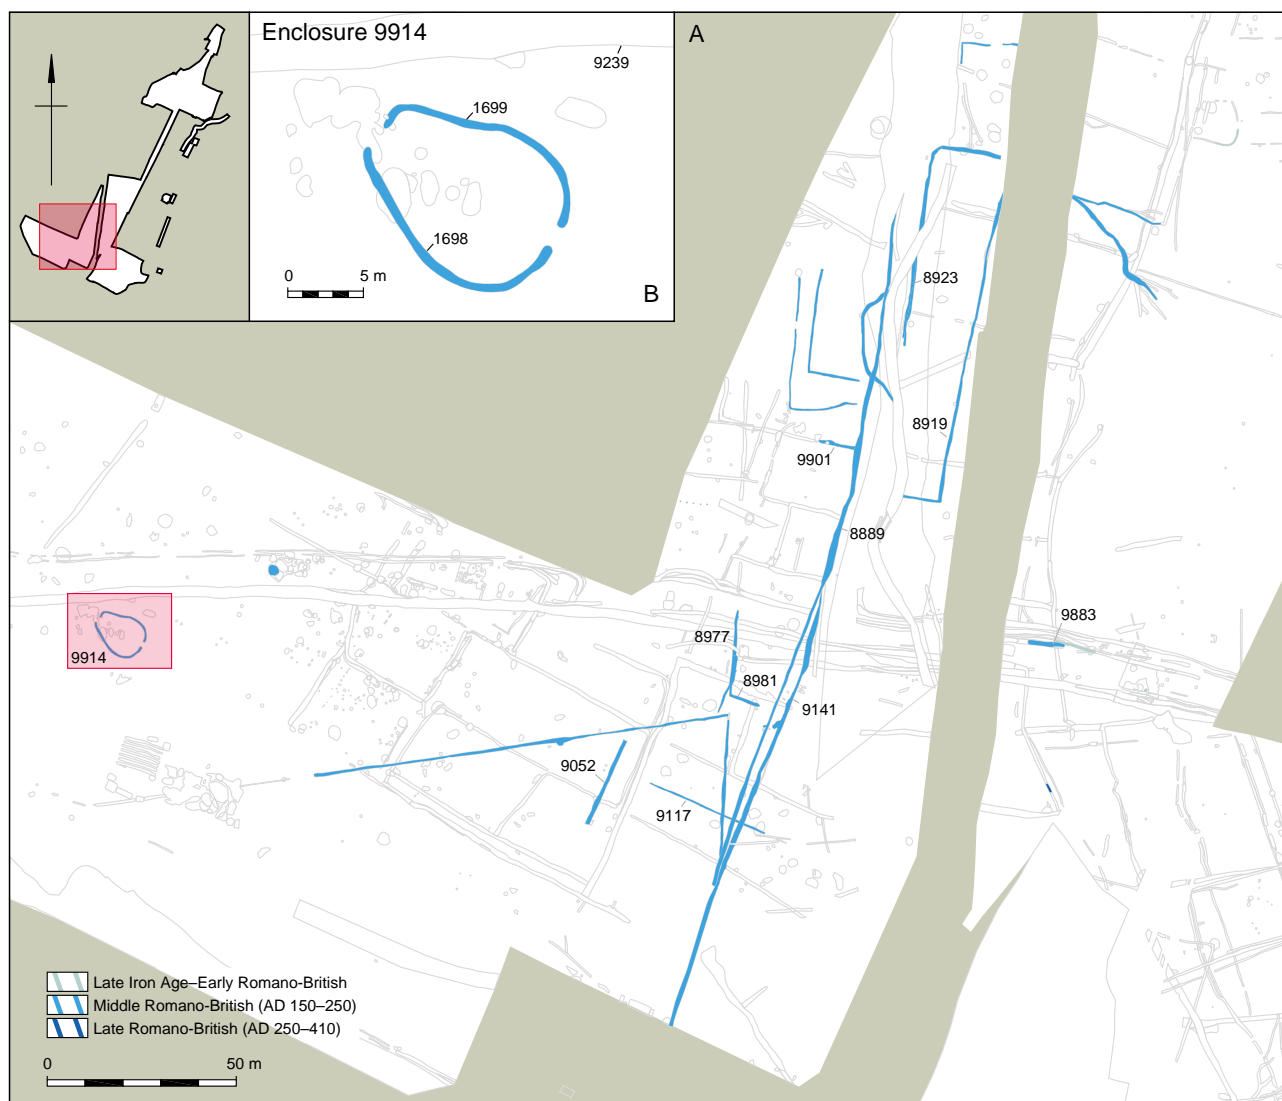 Enclosure 9914
A
9239
1699
1698
0 5 m
B
8923
8919
9901
8889
9883
8977
8981
9141
9914
9052
9117
Late Iron Age–Early Romano-British
Middle Romano-British (AD 150–250)
Late Romano-British (AD 250–410)
0 50 m